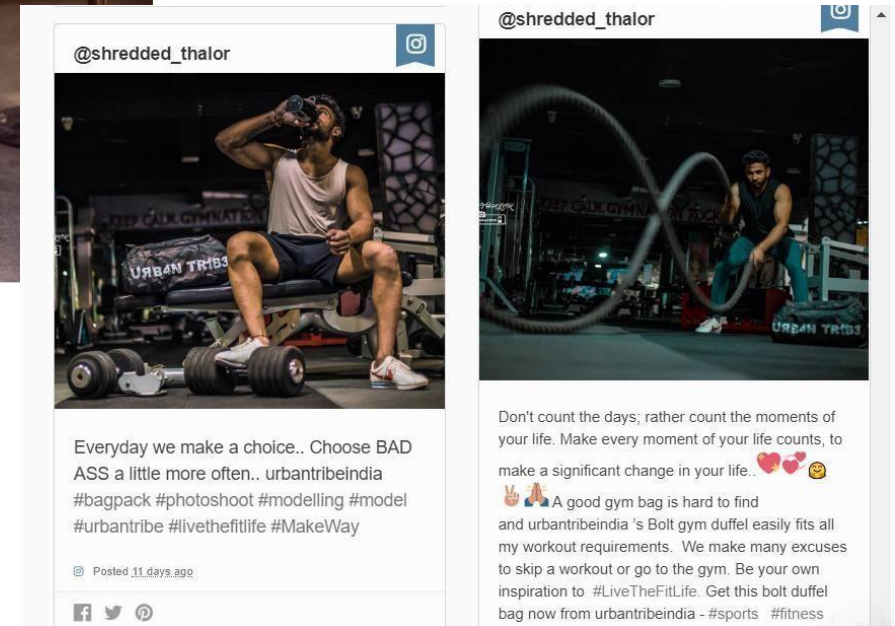 @shredded_thalor
URBAN TR1B3
KEEP CALM. GYMNATION
Everyday we make a choice.. Choose BAD
ASS a little more often.. urbantribeindia
#bagpack #photoshoot #modelling #model
#urbantribe #livethefitlife #MakeWay
Posted 11 days ago
@shredded_thalor
KEEP CALM. GYMNATION ROCK
URBAN TRIB3
Don't count the days; rather count the moments of
your life. Make every moment of your life counts, to
make a significant change in your life..💖💞🤗
✌🏼🙏🏼A good gym bag is hard to find
and urbantribeindia 's Bolt gym duffel easily fits all
my workout requirements. We make many excuses
to skip a workout or go to the gym. Be your own
inspiration to #LiveTheFitLife. Get this bolt duffel
bag now from urbantribeindia - #sports #fitness